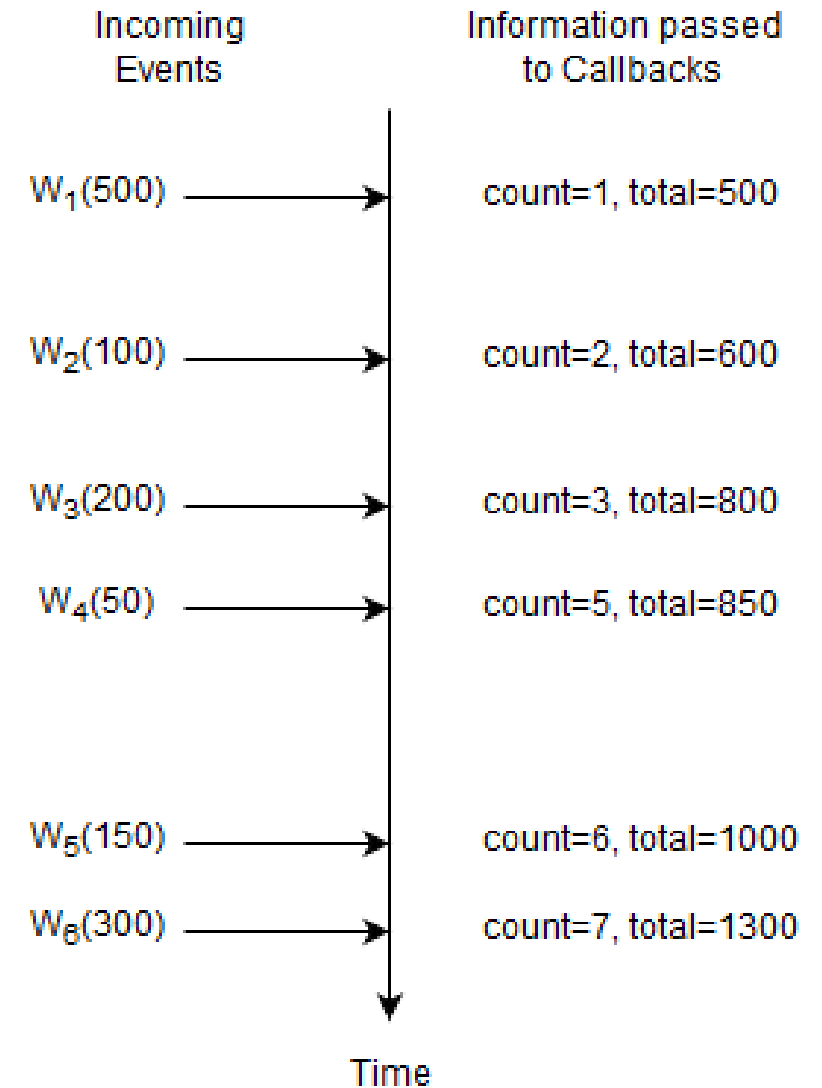 Incoming
Events
Information passed
to Callbacks
W₁(500)
count=1, total=500
W₂(100)
count=2, total=600
W₃(200)
count=3, total=800
W₄(50)
count=5, total=850
W₅(150)
count=6, total=1000
W₆(300)
count=7, total=1300
Time